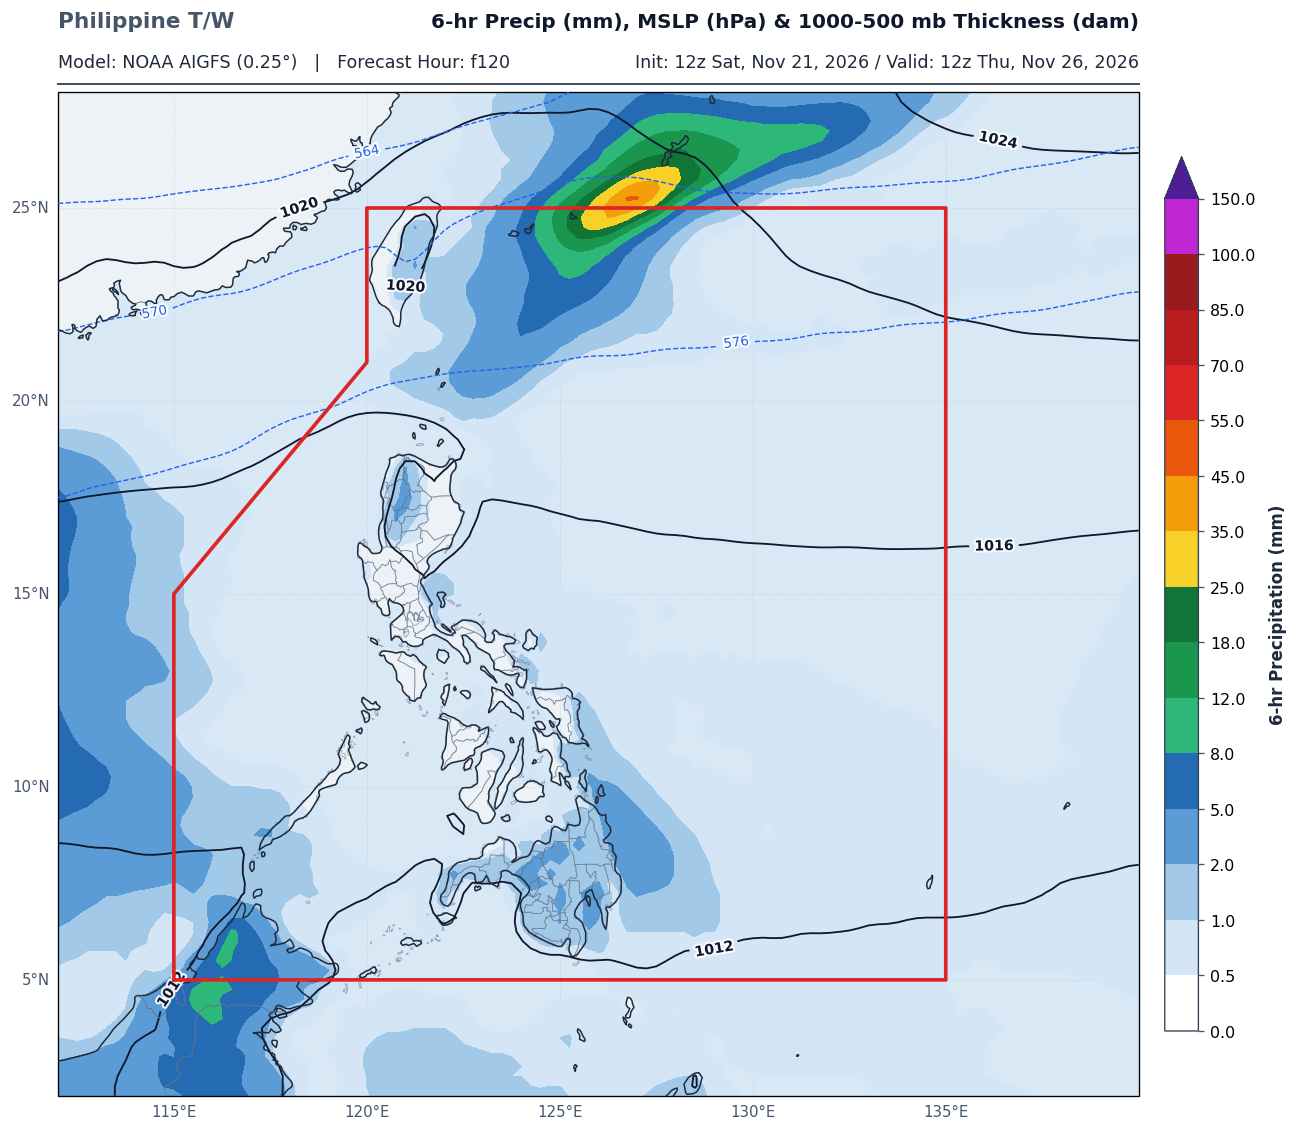 Philippine T/W
6-hr Precip (mm), MSLP (hPa) & 1000-500 mb Thickness (dam)
Model: NOAA AIGFS (0.25°) | Forecast Hour: f120
Init: 12z Sat, Nov 21, 2026 / Valid: 12z Thu, Nov 26, 2026
1024
564
1020
25°N
1020
570
576
20°N
1016
15°N
10°N
1012
1012
5°N
115°E
120°E
125°E
130°E
135°E
150.0
100.0
85.0
70.0
55.0
45.0
35.0
25.0
18.0
12.0
8.0
5.0
2.0
1.0
0.5
0.0
6-hr Precipitation (mm)